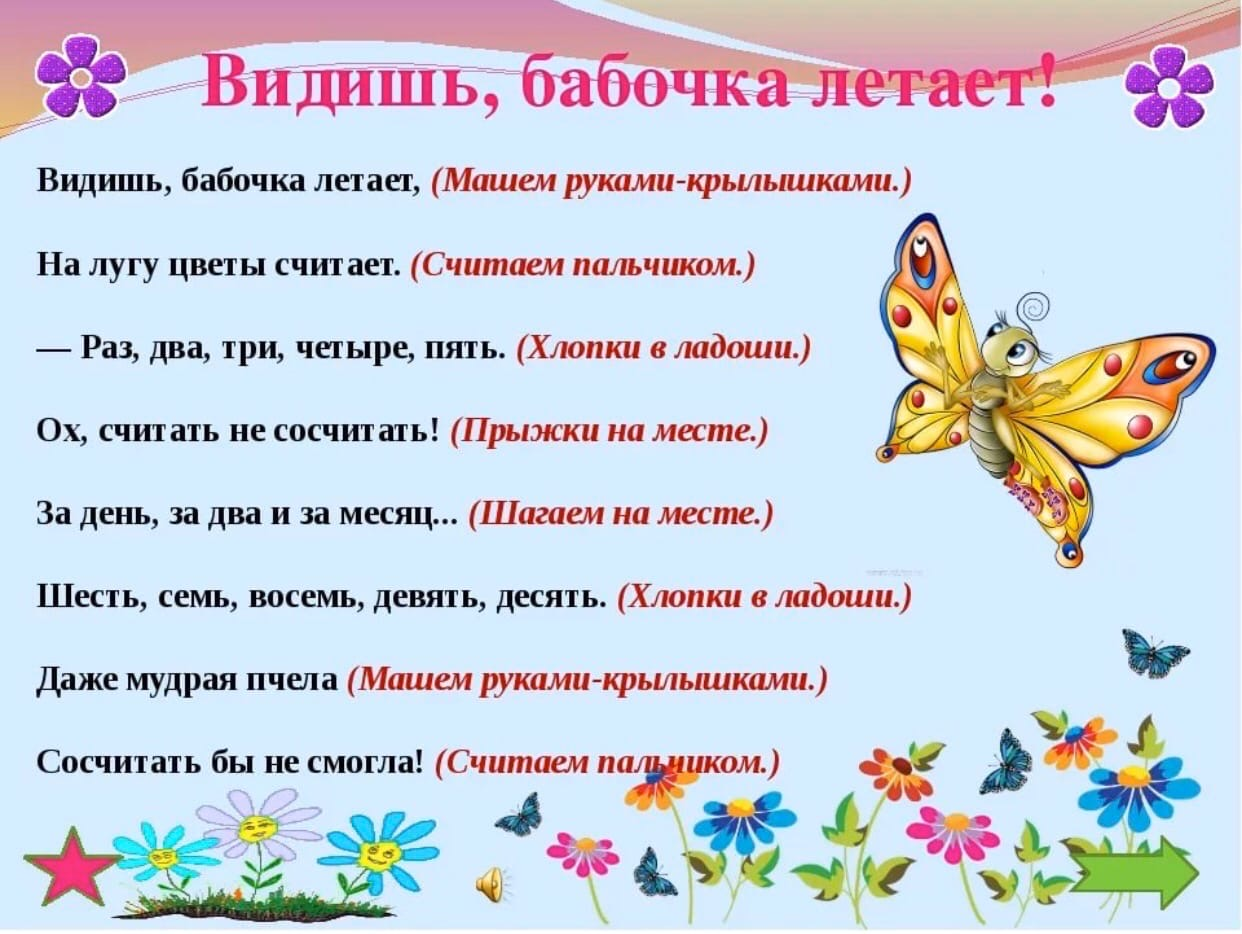 Видишь, бабочка летает!
Видишь, бабочка летает, (Машем руками-крылышками.)
На лугу цветы считает. (Считаем пальчиком.)
— Раз, два, три, четыре, пять. (Хлопки в ладоши.)
Ох, считать не сосчитать! (Прыжки на месте.)
За день, за два и за месяц... (Шагаем на месте.)
Шесть, семь, восемь, девять, десять. (Хлопки в ладоши.)
Даже мудрая пчела (Машем руками-крылышками.)
Сосчитать бы не смогла! (Считаем пальчиком.)